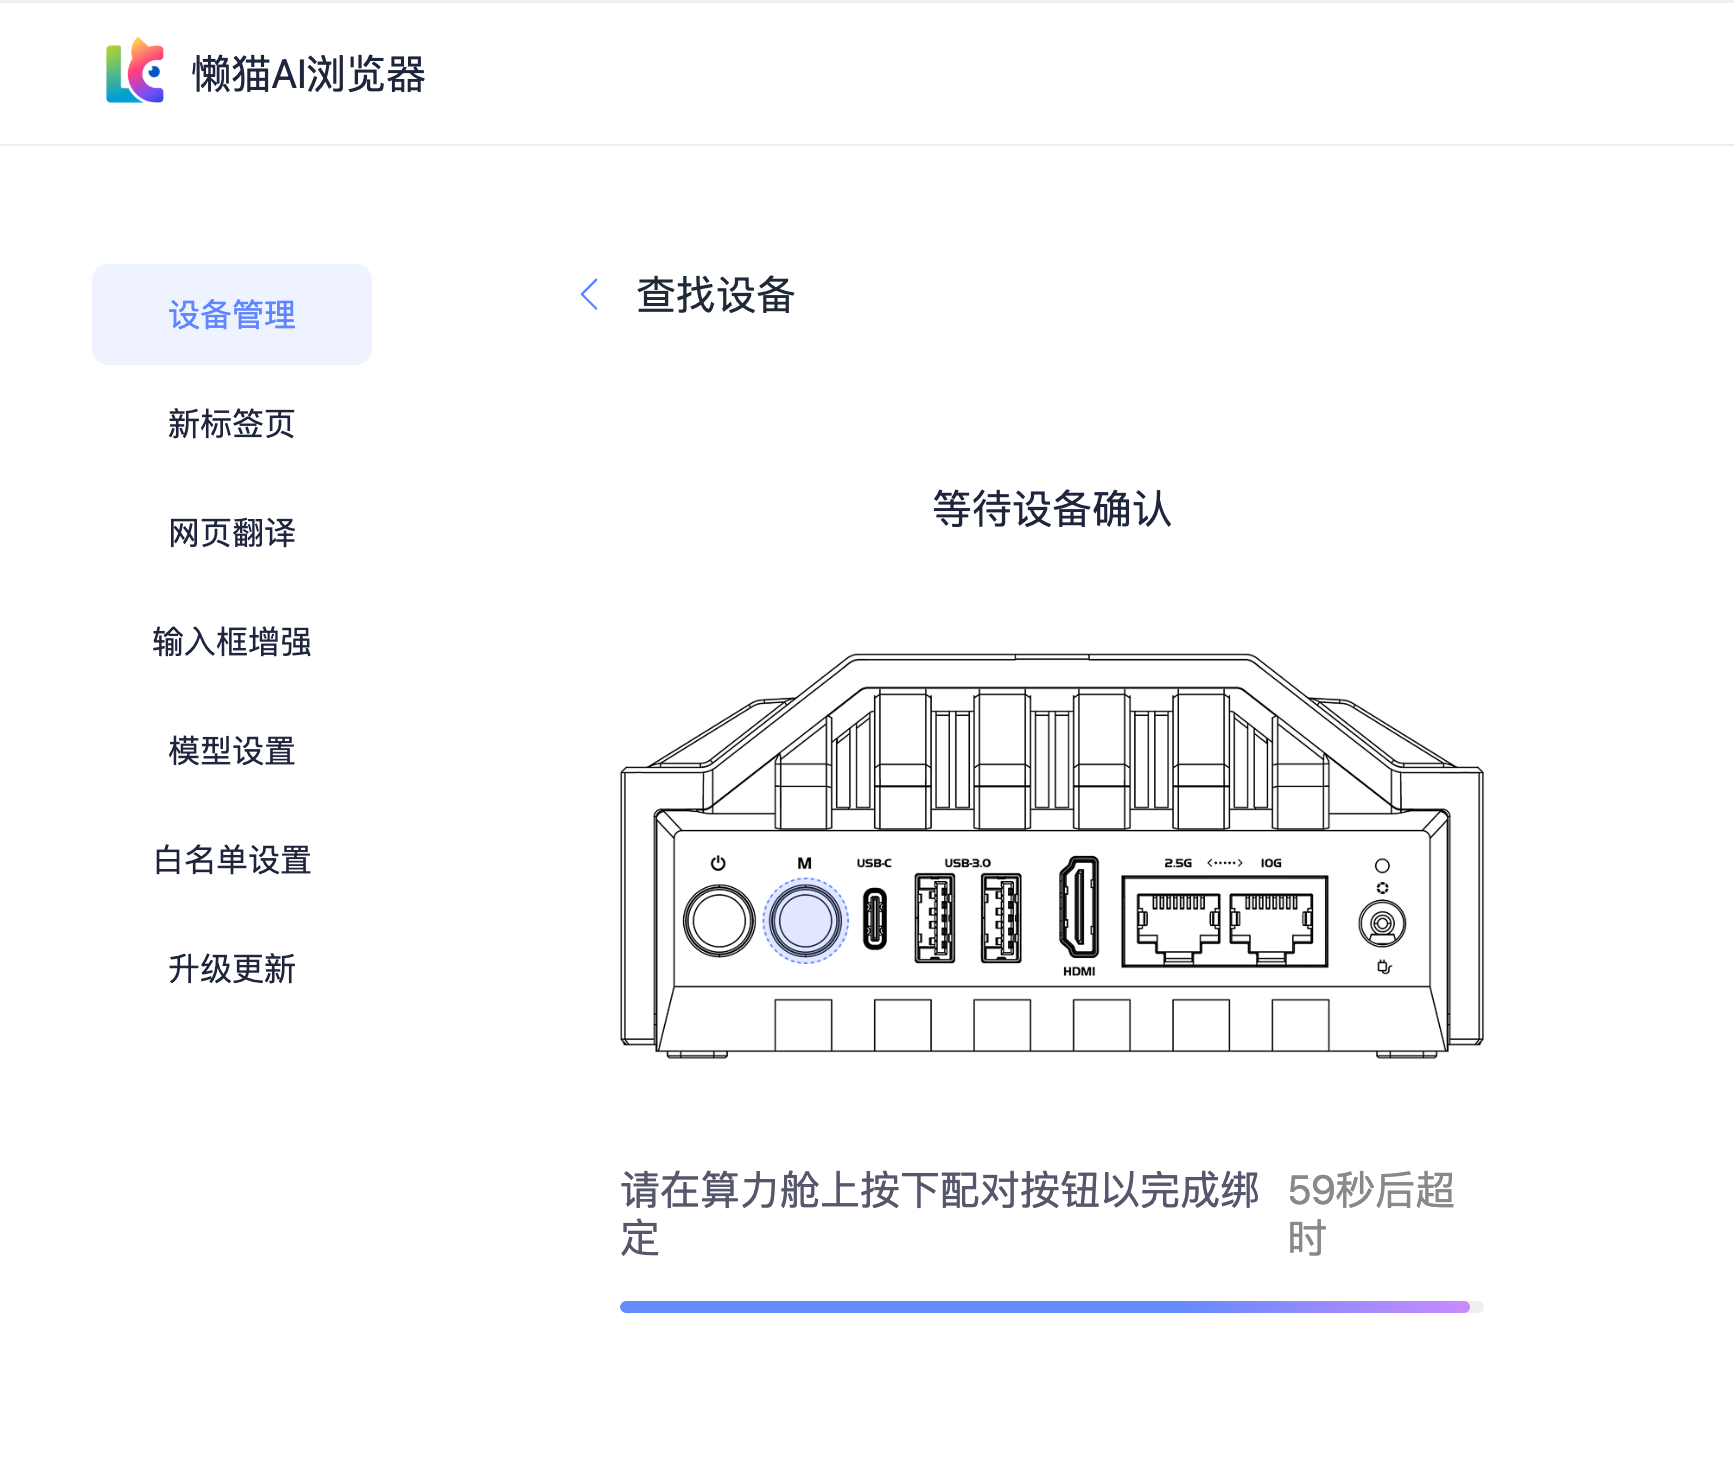 懒猫AI浏览器
设备管理
新标签页
网页翻译
输入框增强
模型设置
白名单设置
升级更新
查找设备
等待设备确认
M
USB-C
USB-3.0
2.5G
10G
HDMI
请在算力舱上按下配对按钮以完成绑
定
59秒后超
时